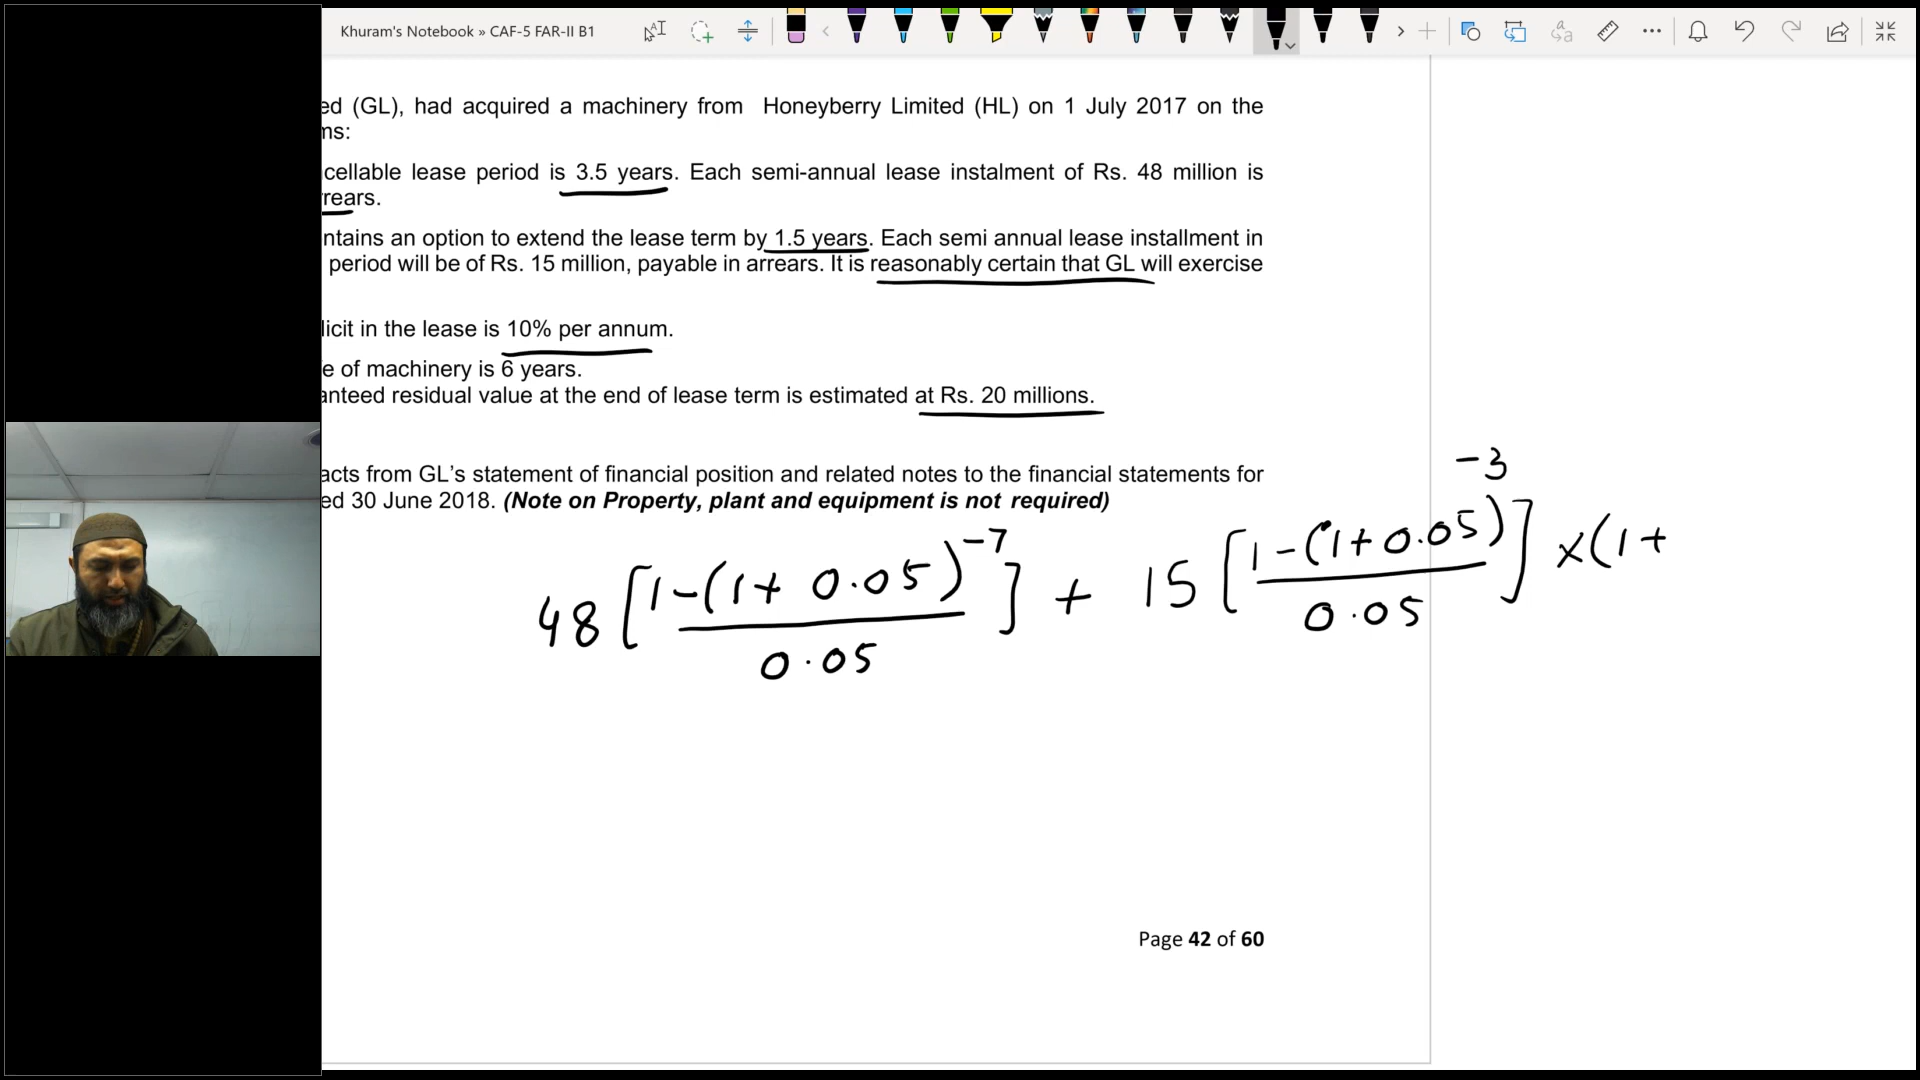 Khuram's Notebook » CAF-5 FAR-II B1
ed (GL), had acquired a machinery from Honeyberry Limited (HL) on 1 July 2017 on the
ms:
cellable lease period is 3.5 years. Each semi-annual lease instalment of Rs. 48 million is
rears.
ntains an option to extend the lease term by 1.5 years. Each semi annual lease installment in
period will be of Rs. 15 million, payable in arrears. It is reasonably certain that GL will exercise
licit in the lease is 10% per annum.
e of machinery is 6 years.
anteed residual value at the end of lease term is estimated at Rs. 20 millions.
acts from GL’s statement of financial position and related notes to the financial statements for
ed 30 June 2018. (Note on Property, plant and equipment is not required)
48 [1-(1+ 0.05)-7 / 0.05] + 15 [1-(1+0.05)-3 / 0.05] x(1+
Page 42 of 60